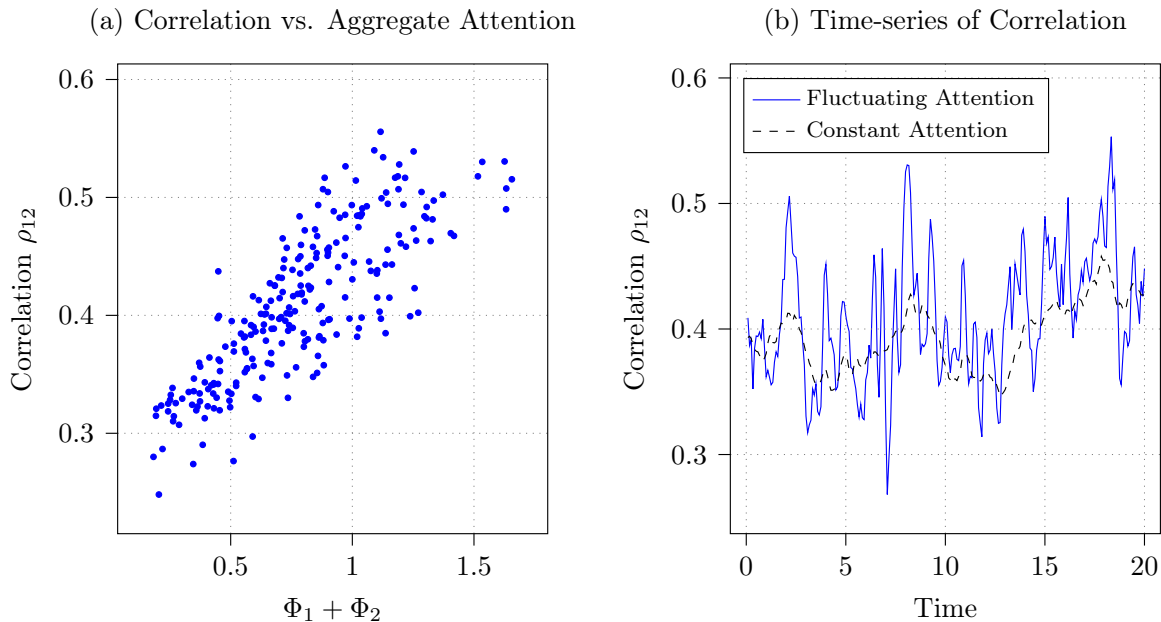 (a) Correlation vs. Aggregate Attention
0.6
0.5
0.4
0.3
Correlation ρ12
0.5
1
1.5
Φ1 + Φ2
(b) Time-series of Correlation
Fluctuating Attention
Constant Attention
0.6
0.5
0.4
0.3
Correlation ρ12
0
5
10
15
20
Time